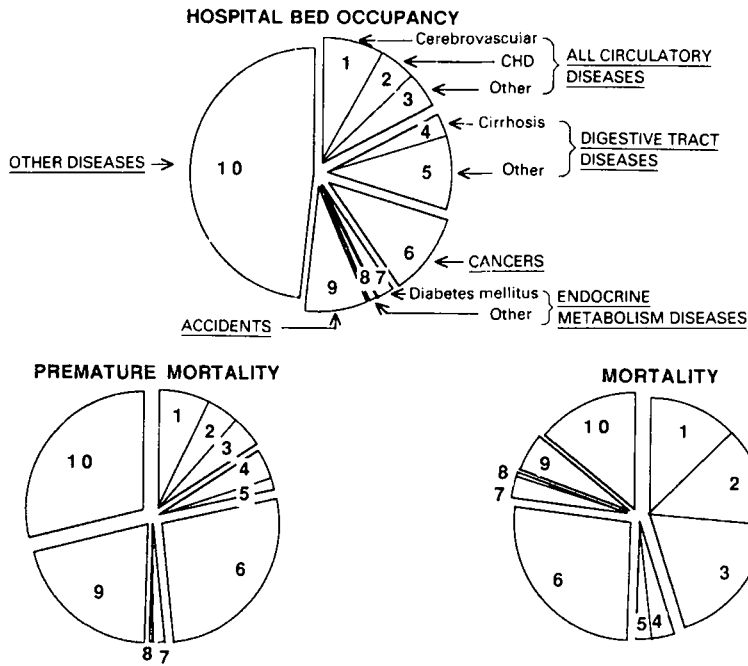 HOSPITAL BED OCCUPANCY
1 Cerebrovascular
2 CHD
3 Other
ALL CIRCULATORY
DISEASES
4 Cirrhosis
5 Other
DIGESTIVE TRACT
DISEASES
OTHER DISEASES
10
6
CANCERS
8 7
Diabetes mellitus
Other
ENDOCRINE
METABOLISM DISEASES
9
ACCIDENTS
PREMATURE MORTALITY
1
2
3
4
5
6
7
8
9
10
MORTALITY
1
2
3
4
5
6
7
8
9
10